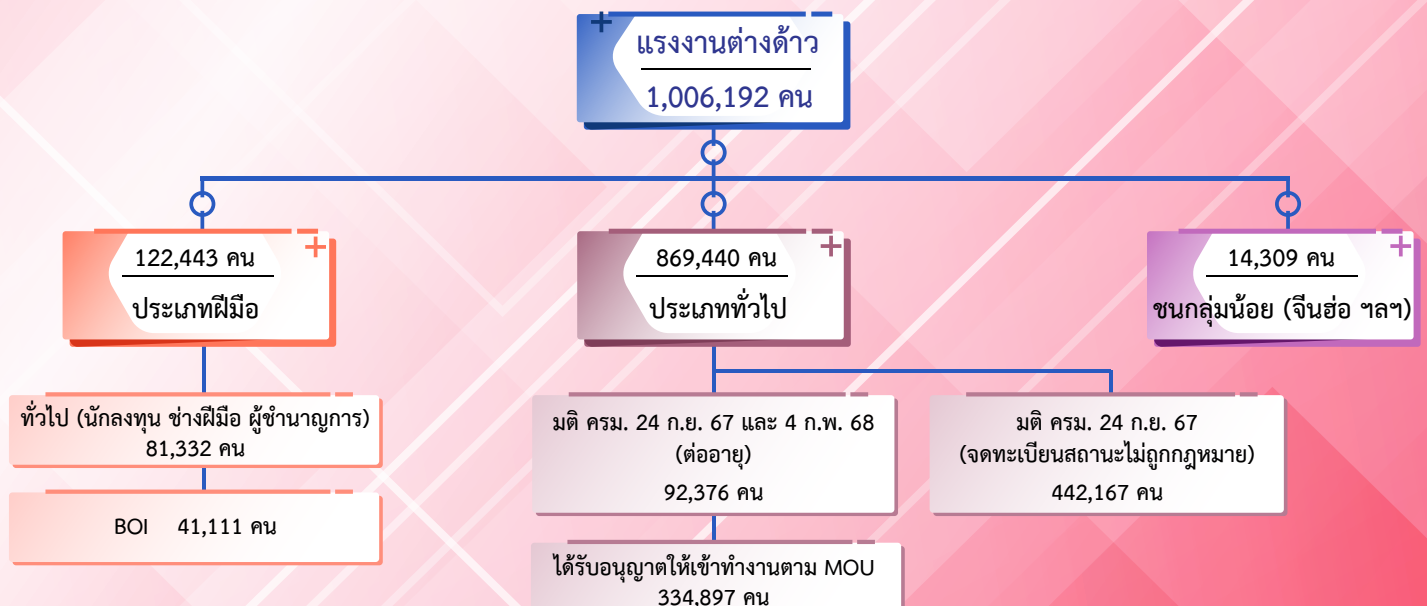 แรงงานต่างด้าว
1,006,192 คน
122,443 คน
ประเภทฝีมือ
869,440 คน
ประเภททั่วไป
14,309 คน
ชนกลุ่มน้อย (จีนฮ่อ ฯลฯ)
ทั่วไป (นักลงทุน ช่างฝีมือ ผู้ชำนาญการ)
81,332 คน
BOI 41,111 คน
มติ ครม. 24 ก.ย. 67 และ 4 ก.พ. 68
(ต่ออายุ)
92,376 คน
มติ ครม. 24 ก.ย. 67
(จดทะเบียนสถานะไม่ถูกกฎหมาย)
442,167 คน
ได้รับอนุญาตให้เข้าทำงานตาม MOU
334,897 คน